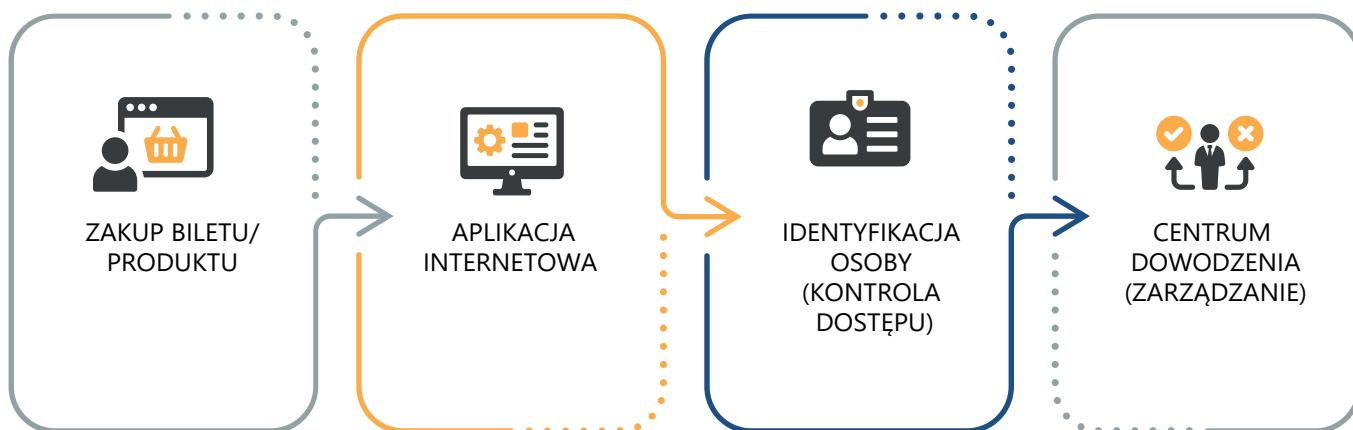 ZAKUP BILETU/
PRODUKTU
APLIKACJA
INTERNETOWA
IDENTYFIKACJA
OSOBY
(KONTROLA
DOSTĘPU)
CENTRUM
DOWODZENIA
(ZARZĄDZANIE)